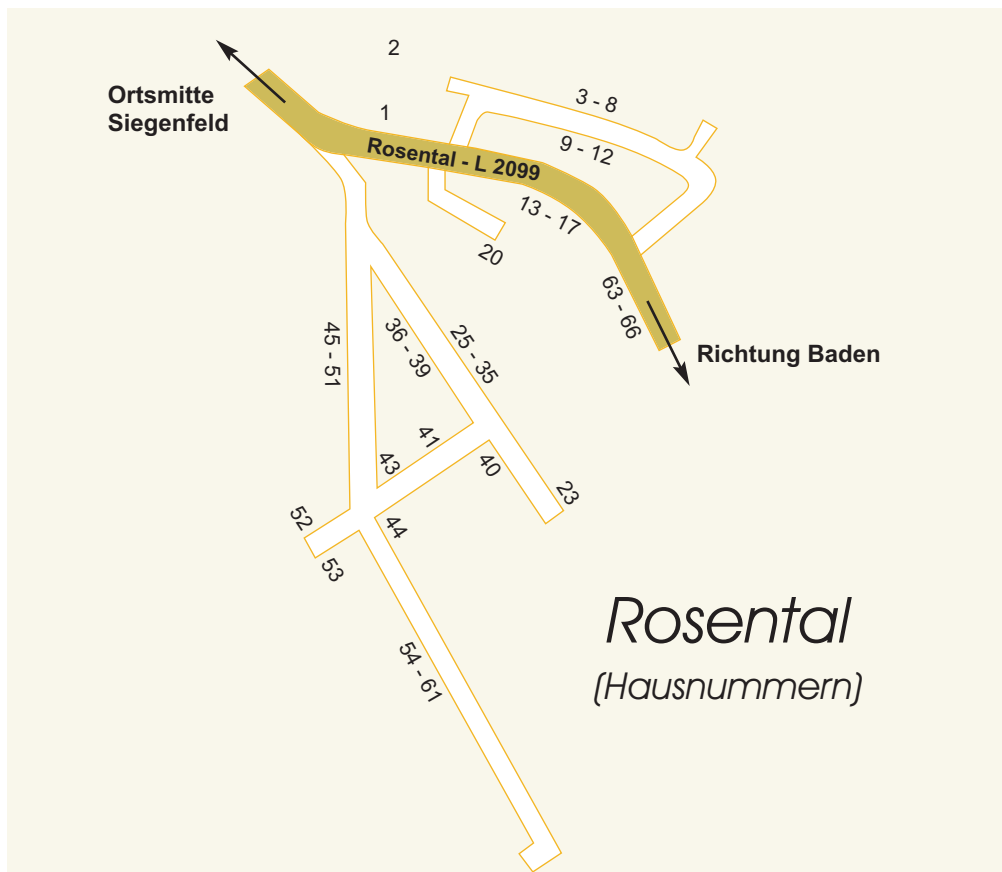 2
Ortsmitte
Siegenfeld
1
3 - 8
9 - 12
Rosental - L 2099
13 - 17
20
63 - 66
Richtung Baden
45 - 51
36 - 39
25 - 35
41
43
40
23
52
44
53
54 - 61
Rosental
(Hausnummern)